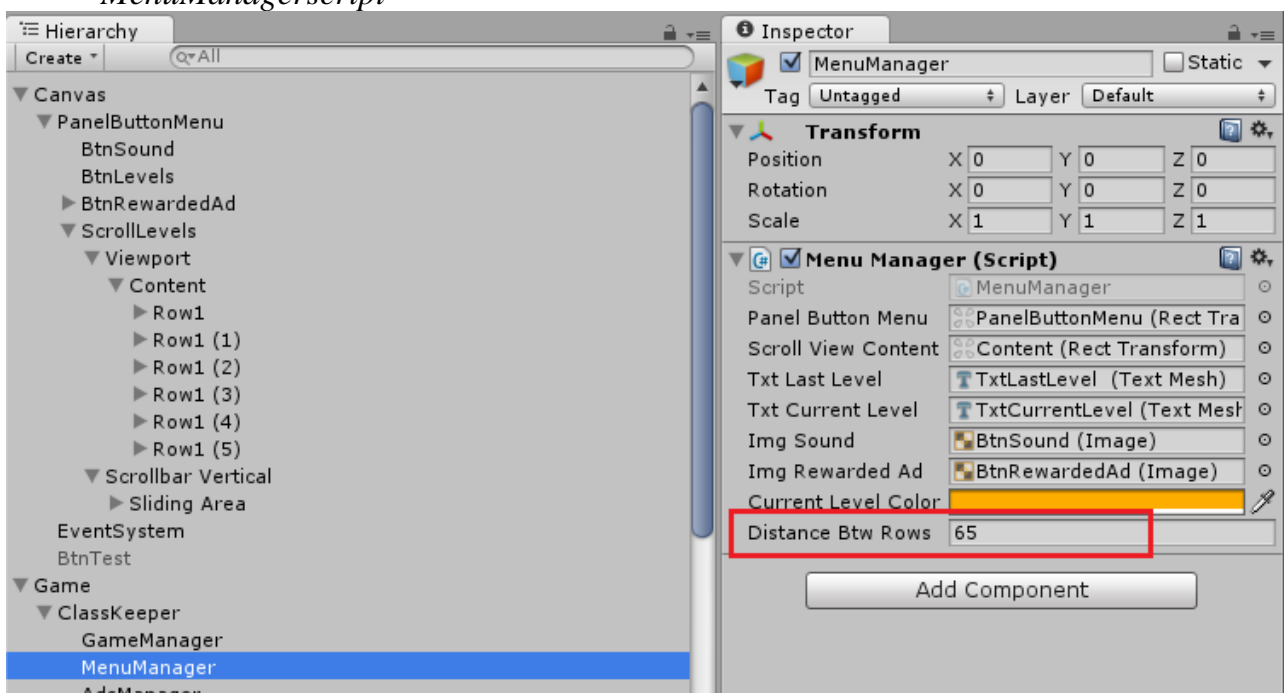 MenuManagerscript
Hierarchy
Create
All
Canvas
PanelButtonMenu
BtnSound
BtnLevels
BtnRewardedAd
ScrollLevels
Viewport
Content
Row1
Row1 (1)
Row1 (2)
Row1 (3)
Row1 (4)
Row1 (5)
Scrollbar Vertical
Sliding Area
EventSystem
BtnTest
Game
ClassKeeper
GameManager
MenuManager
AdsManager
Inspector
MenuManager Static
Tag Untagged Layer Default
Transform
Position X 0 Y 0 Z 0
Rotation X 0 Y 0 Z 0
Scale X 1 Y 1 Z 1
C# Menu Manager (Script)
Script MenuManager
Panel Button Menu PanelButtonMenu (Rect Tra
Scroll View Content Content (Rect Transform)
Txt Last Level TxtLastLevel (Text Mesh)
Txt Current Level TxtCurrentLevel (Text Mesh
Img Sound BtnSound (Image)
Img Rewarded Ad BtnRewardedAd (Image)
Current Level Color
Distance Btw Rows 65
Add Component